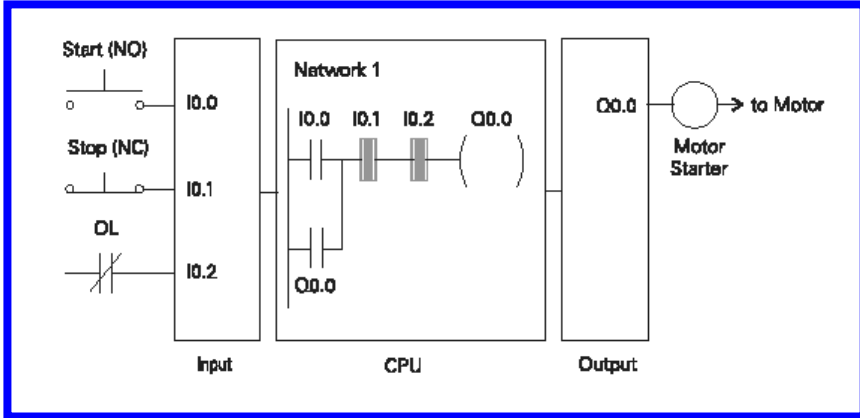 Start (NO)
I0.0
Stop (NC)
I0.1
OL
I0.2
Input
Network 1
I0.0 I0.1 I0.2 Q0.0
Q0.0
CPU
Q0.0
Output
to Motor
Motor
Starter